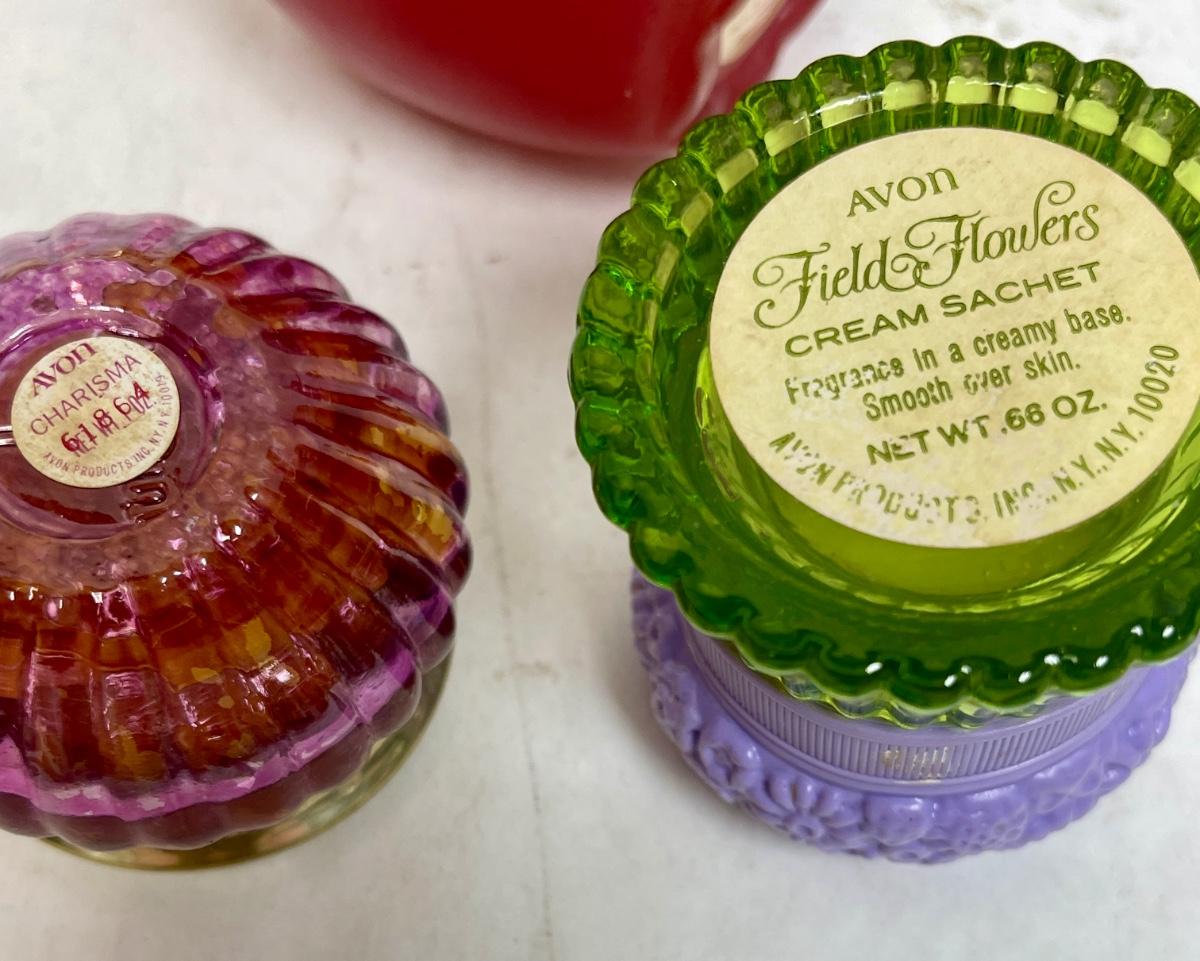 AVON
CHARISMA
61864
AVON PRODUCTS INC. N.Y. N.Y.
AVON
Field Flowers
CREAM SACHET
Fragrance in a creamy base.
Smooth over skin.
NET WT .66 OZ.
AVON PRODUCTS, INC., N.Y., N.Y. 10020